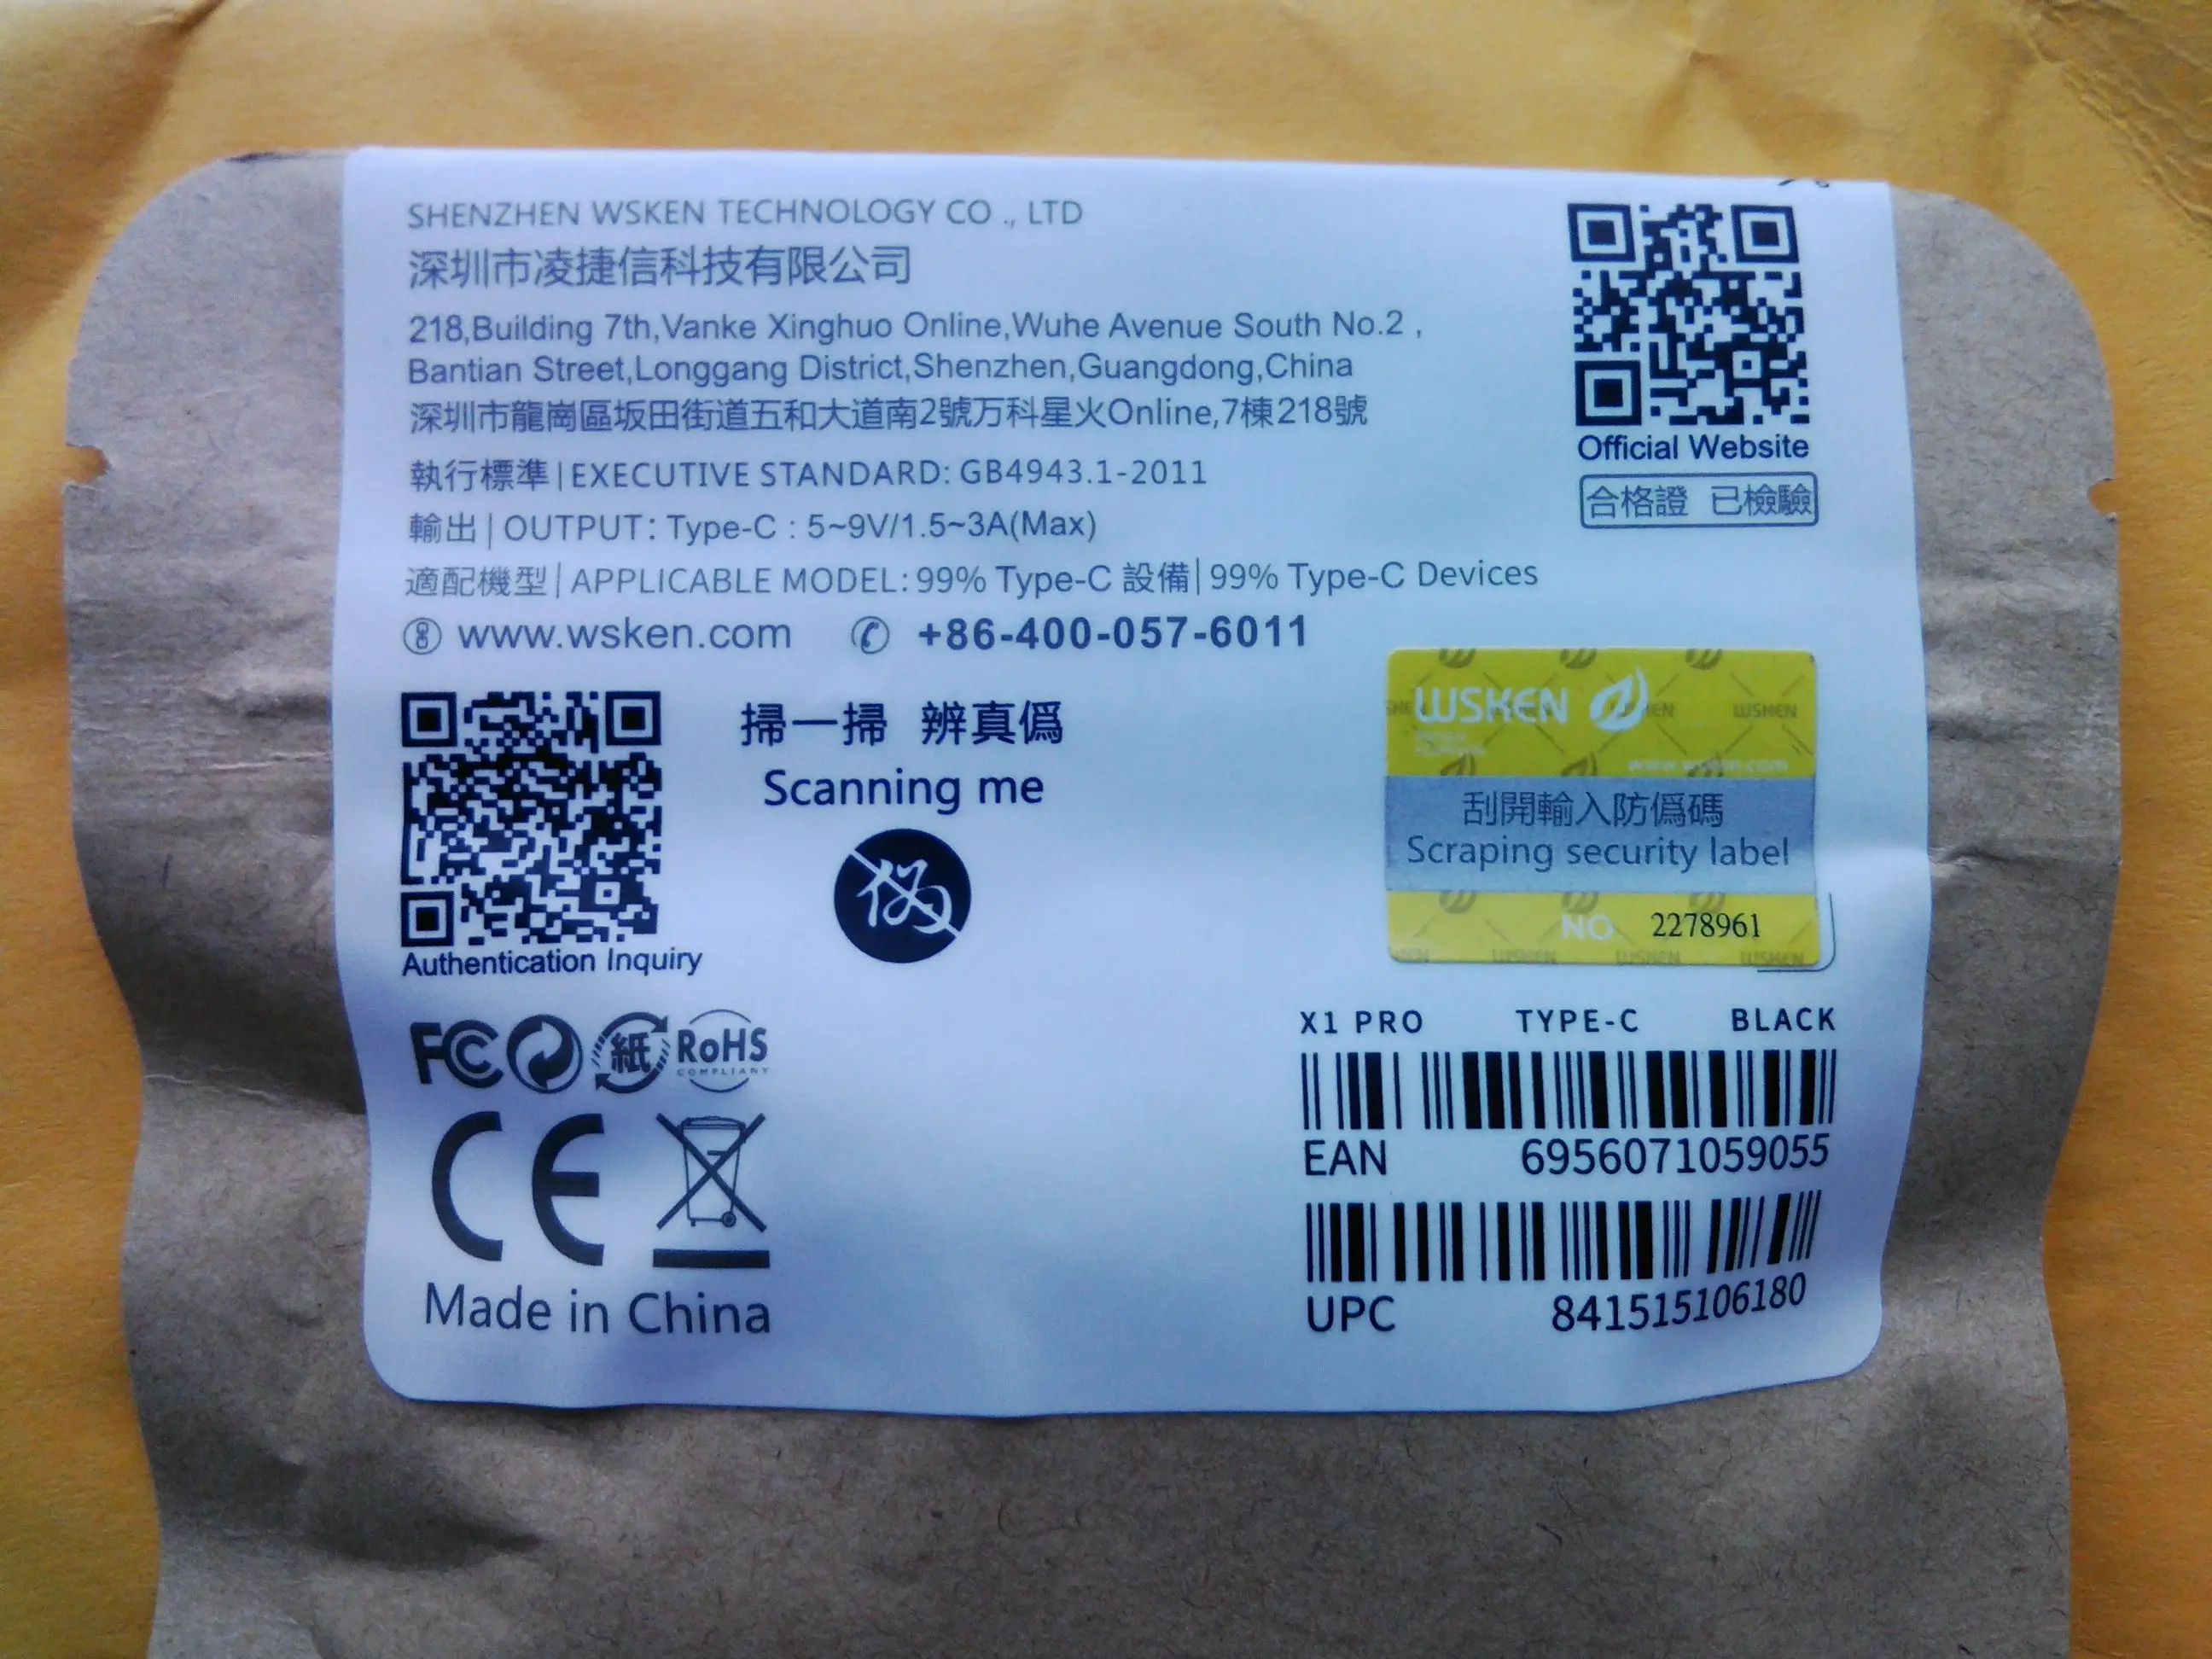 SHENZHEN WSKEN TECHNOLOGY CO ., LTD
深圳市凌捷信科技有限公司
218,Building 7th,Vanke Xinghuo Online,Wuhe Avenue South No.2 ,
Bantian Street,Longgang District,Shenzhen,Guangdong,China
深圳市龍崗區坂田街道五和大道南2號万科星火Online,7棟218號
執行標準|EXECUTIVE STANDARD: GB4943.1-2011
輸出|OUTPUT: Type-C : 5~9V/1.5~3A(Max)
適配機型|APPLICABLE MODEL: 99% Type-C 設備|99% Type-C Devices
www.wsken.com +86-400-057-6011
Official Website
合格證 已檢驗
掃一掃 辨真僞
Scanning me
Authentication Inquiry
WSKEN
www.wsken.com
刮開輸入防僞碼
Scraping security label
NO 2278961
FC
紙
RoHS
COMPLIANT
CE
Made in China
X1 PRO TYPE-C BLACK
EAN 6956071059055
UPC 841515106180